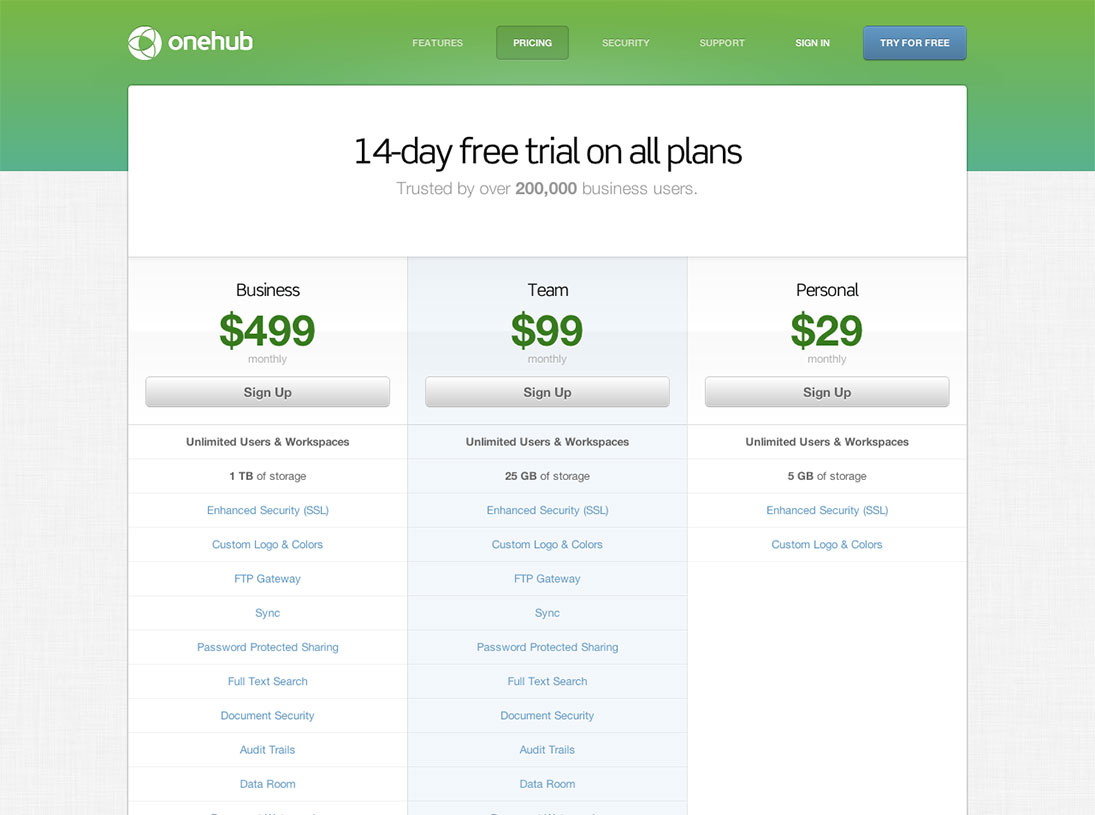 onehub
FEATURES
PRICING
SECURITY
SUPPORT
SIGN IN
TRY FOR FREE
14-day free trial on all plans
Trusted by over 200,000 business users.
Business
$499
monthly
Sign Up
Unlimited Users & Workspaces
1 TB of storage
Enhanced Security (SSL)
Custom Logo & Colors
FTP Gateway
Sync
Password Protected Sharing
Full Text Search
Document Security
Audit Trails
Data Room
Team
$99
monthly
Sign Up
Unlimited Users & Workspaces
25 GB of storage
Enhanced Security (SSL)
Custom Logo & Colors
FTP Gateway
Sync
Password Protected Sharing
Full Text Search
Document Security
Audit Trails
Data Room
Personal
$29
monthly
Sign Up
Unlimited Users & Workspaces
5 GB of storage
Enhanced Security (SSL)
Custom Logo & Colors